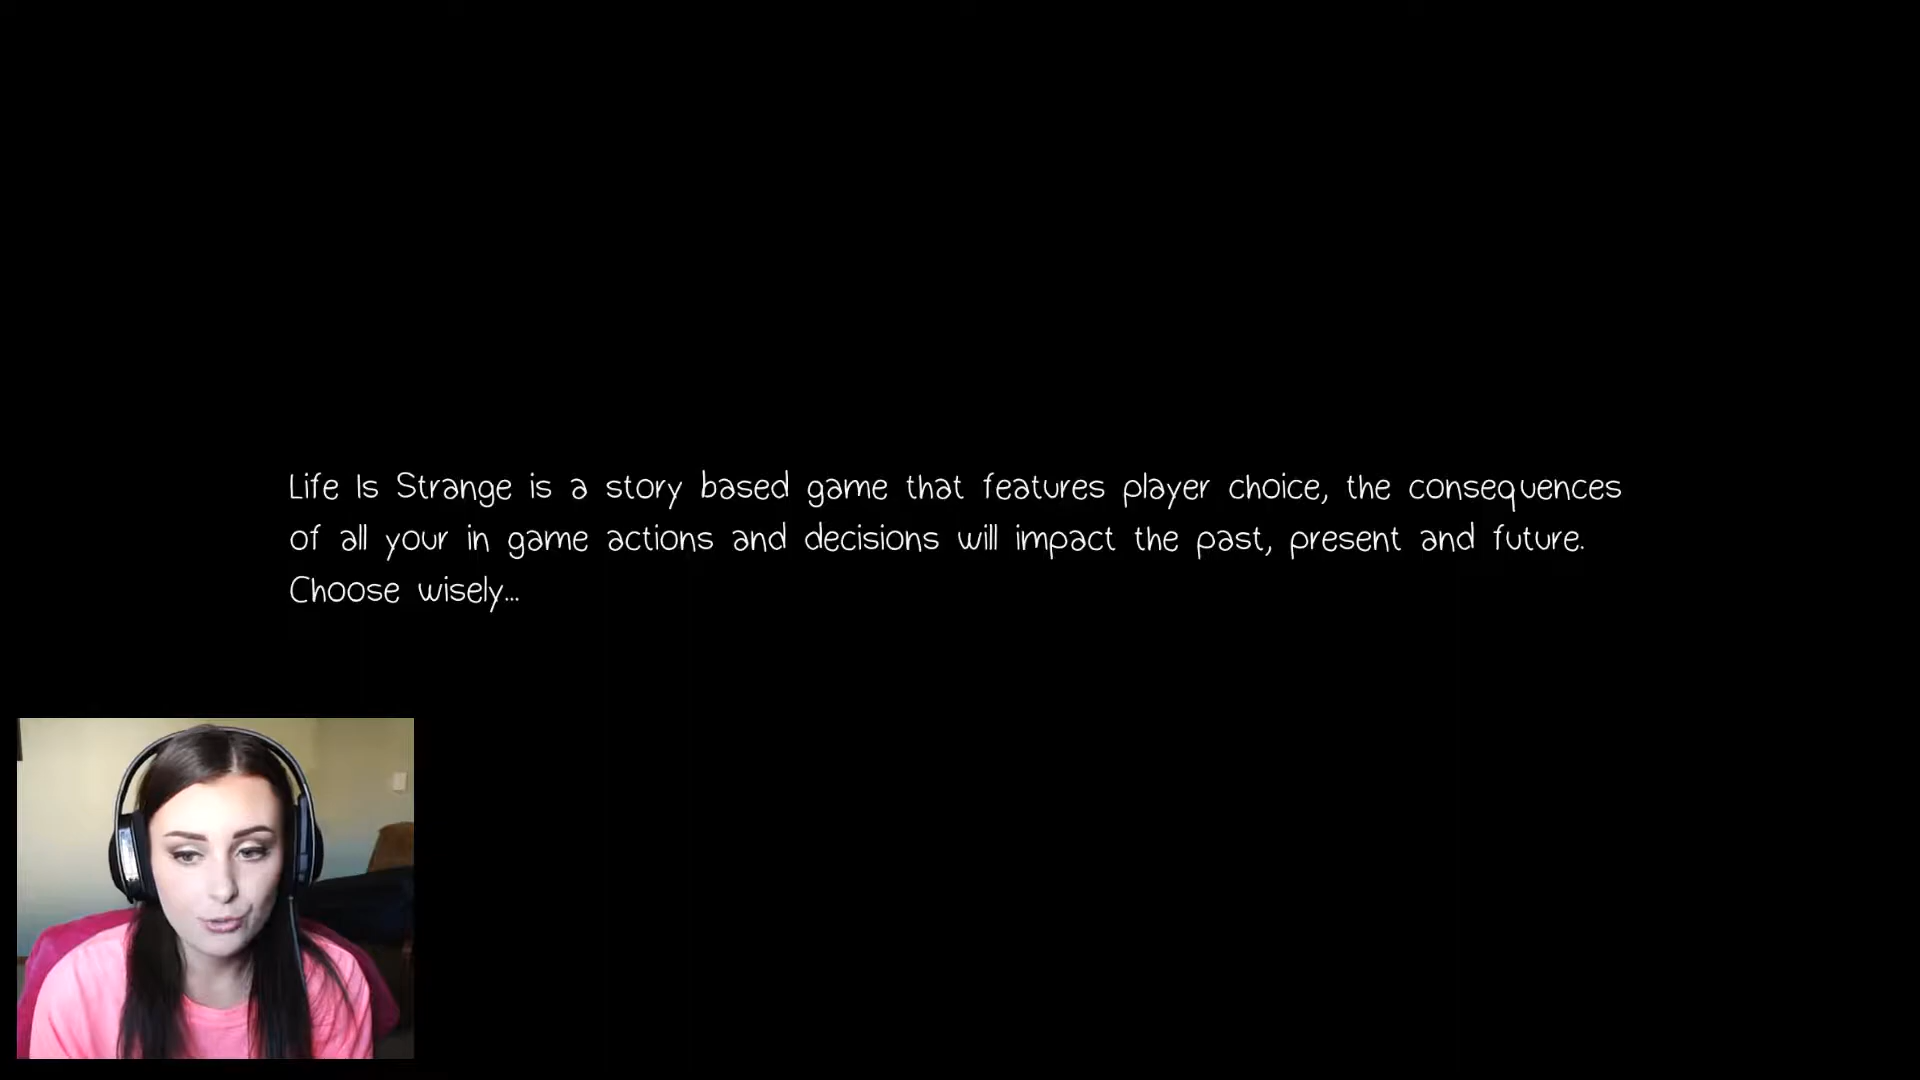 Life Is Strange is a story based game that features player choice, the consequences
of all your in game actions and decisions will impact the past, present and future.
Choose wisely...